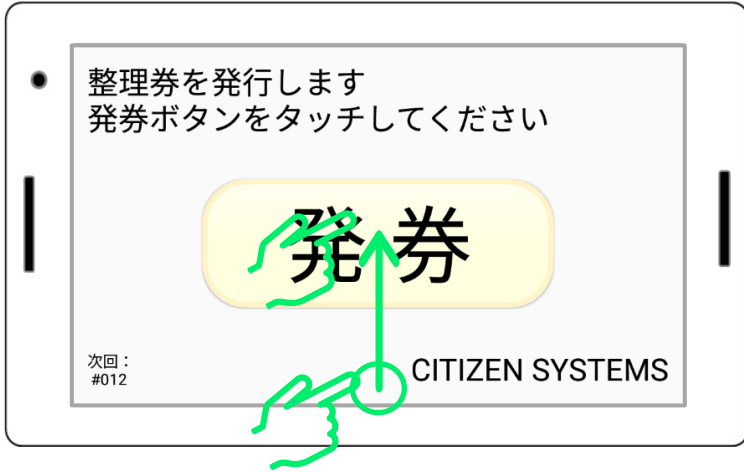 整理券を発行します
発券ボタンをタッチしてください
発券
次回：
#012
CITIZEN SYSTEMS